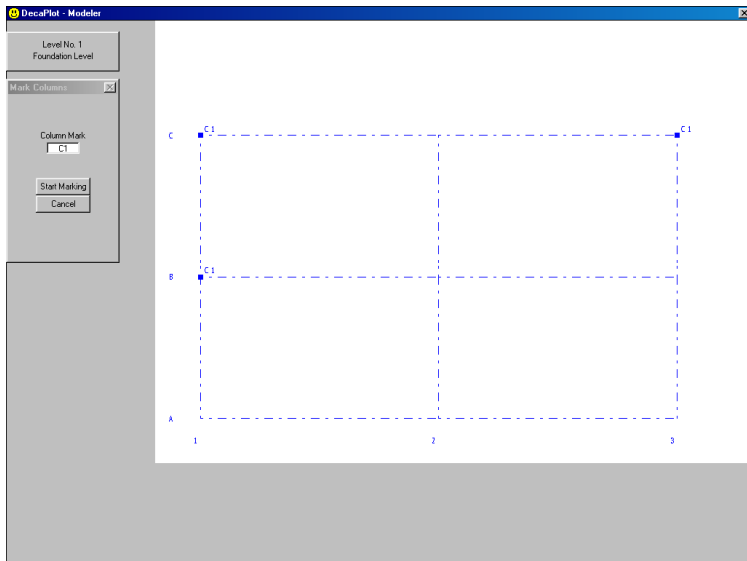 DecaPlot - Modeler
Level No. 1
Foundation Level
Mark Columns
Column Mark
C1
Start Marking
Cancel
C
C 1
C 1
B
C 1
A
1
2
3